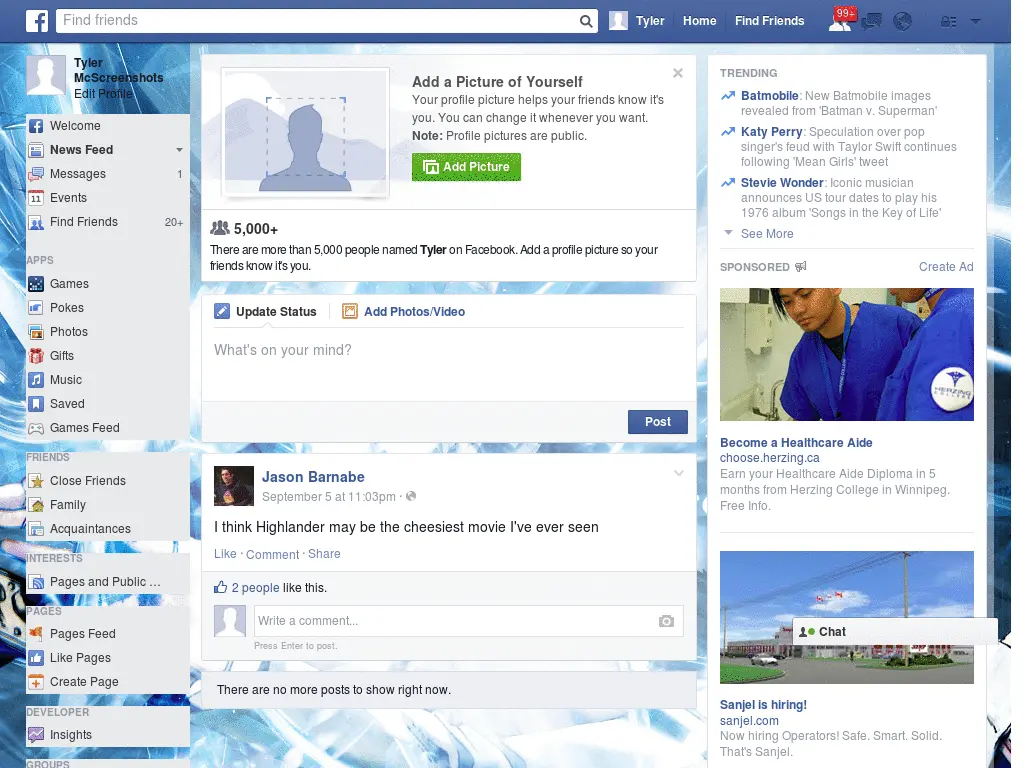 Find friends
Tyler
Home
Find Friends
99+
Tyler
McScreenshots
Edit Profile
Welcome
News Feed
Messages 1
11 Events
Find Friends 20+
APPS
Games
Pokes
Photos
Gifts
Music
Saved
Games Feed
FRIENDS
Close Friends
Family
Acquaintances
INTERESTS
Pages and Public ...
PAGES
Pages Feed
Like Pages
Create Page
DEVELOPER
Insights
GROUPS
Add a Picture of Yourself
Your profile picture helps your friends know it's
you. You can change it whenever you want.
Note: Profile pictures are public.
Add Picture
5,000+
There are more than 5,000 people named Tyler on Facebook. Add a profile picture so your
friends know it's you.
Update Status
Add Photos/Video
What's on your mind?
Post
Jason Barnabe
September 5 at 11:03pm ·
I think Highlander may be the cheesiest movie I've ever seen
Like · Comment · Share
2 people like this.
Write a comment...
Press Enter to post.
There are no more posts to show right now.
TRENDING
Batmobile: New Batmobile images
revealed from 'Batman v. Superman'
Katy Perry: Speculation over pop
singer's feud with Taylor Swift continues
following 'Mean Girls' tweet
Stevie Wonder: Iconic musician
announces US tour dates to play his
1976 album 'Songs in the Key of Life'
See More
SPONSORED
Create Ad
HERZING
COLLEGE
Become a Healthcare Aide
choose.herzing.ca
Earn your Healthcare Aide Diploma in 5
months from Herzing College in Winnipeg.
Free Info.
Chat
Sanjel is hiring!
sanjel.com
Now hiring Operators! Safe. Smart. Solid.
That's Sanjel.